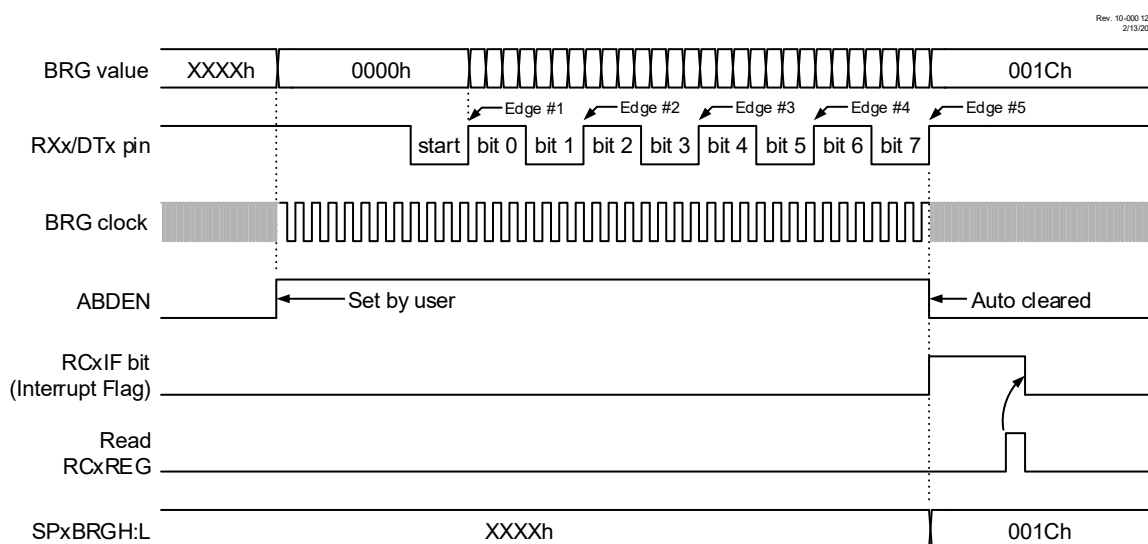 Rev. 10-000 12
2/13/20
BRG value XXXXh 0000h 001Ch
Edge #1 Edge #2 Edge #3 Edge #4 Edge #5
RXx/DTx pin start bit 0 bit 1 bit 2 bit 3 bit 4 bit 5 bit 6 bit 7
BRG clock
ABDEN Set by user Auto cleared
RCxIF bit
(Interrupt Flag)
Read
RCxREG
SPxBRGH:L XXXXh 001Ch